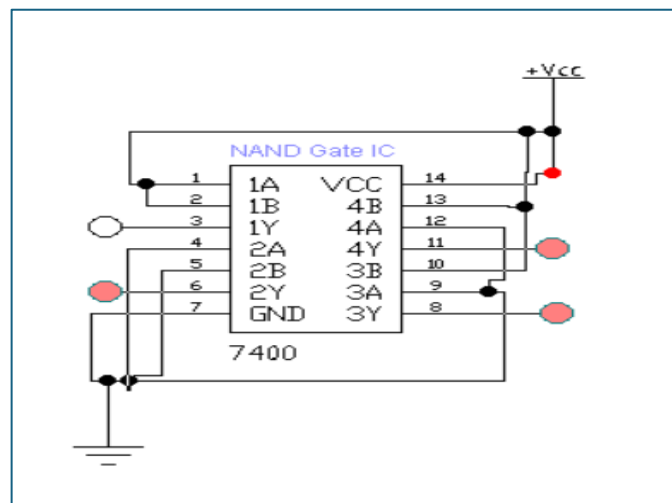 +Vcc
NAND Gate IC
1 1A VCC 14
2 1B 4B 13
3 1Y 4A 12
4 2A 4Y 11
5 2B 3B 10
6 2Y 3A 9
7 GND 3Y 8
7400